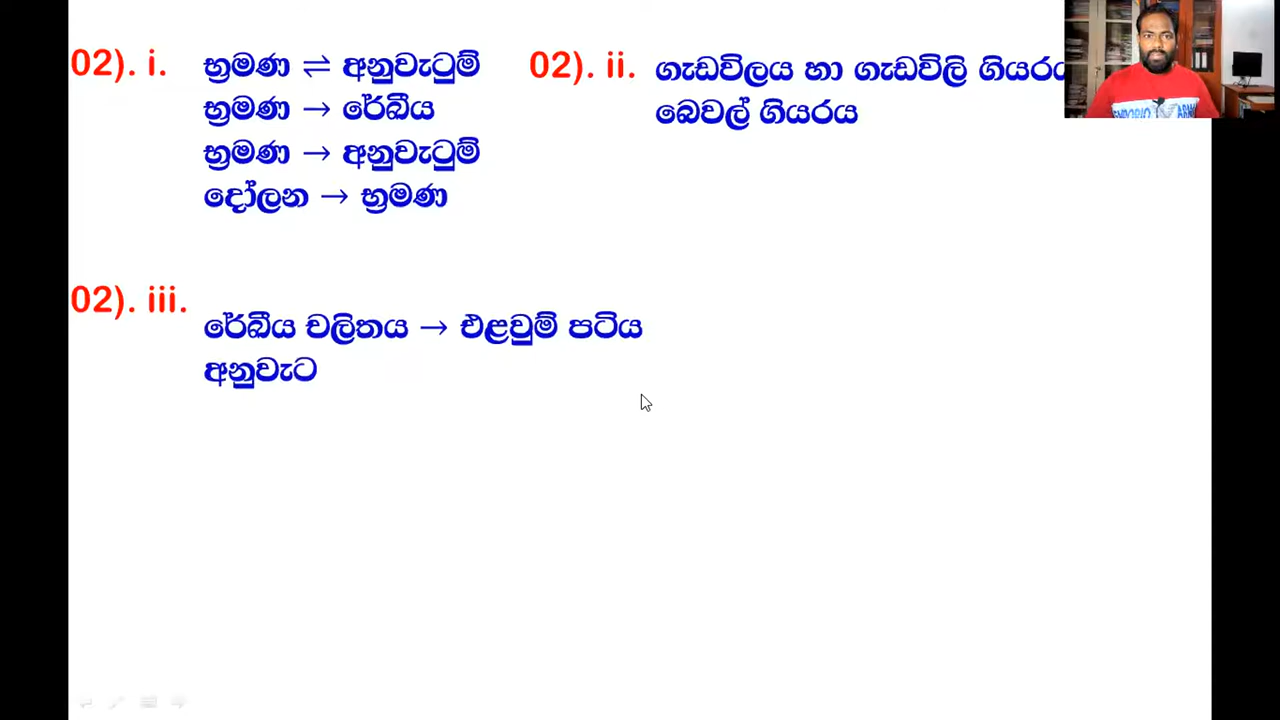 02). i. භ්‍රමණ ⇌ අනුවැටුම්
භ්‍රමණ → රේඛීය
භ්‍රමණ → අනුවැටුම්
දෝලන → භ්‍රමණ
02). ii. ගැඩවිලය හා ගැඩවිලි
බෙවල් ගියරය
02). iii.
රේඛීය චලිතය → එළවුම් පටිය
අනුවැට